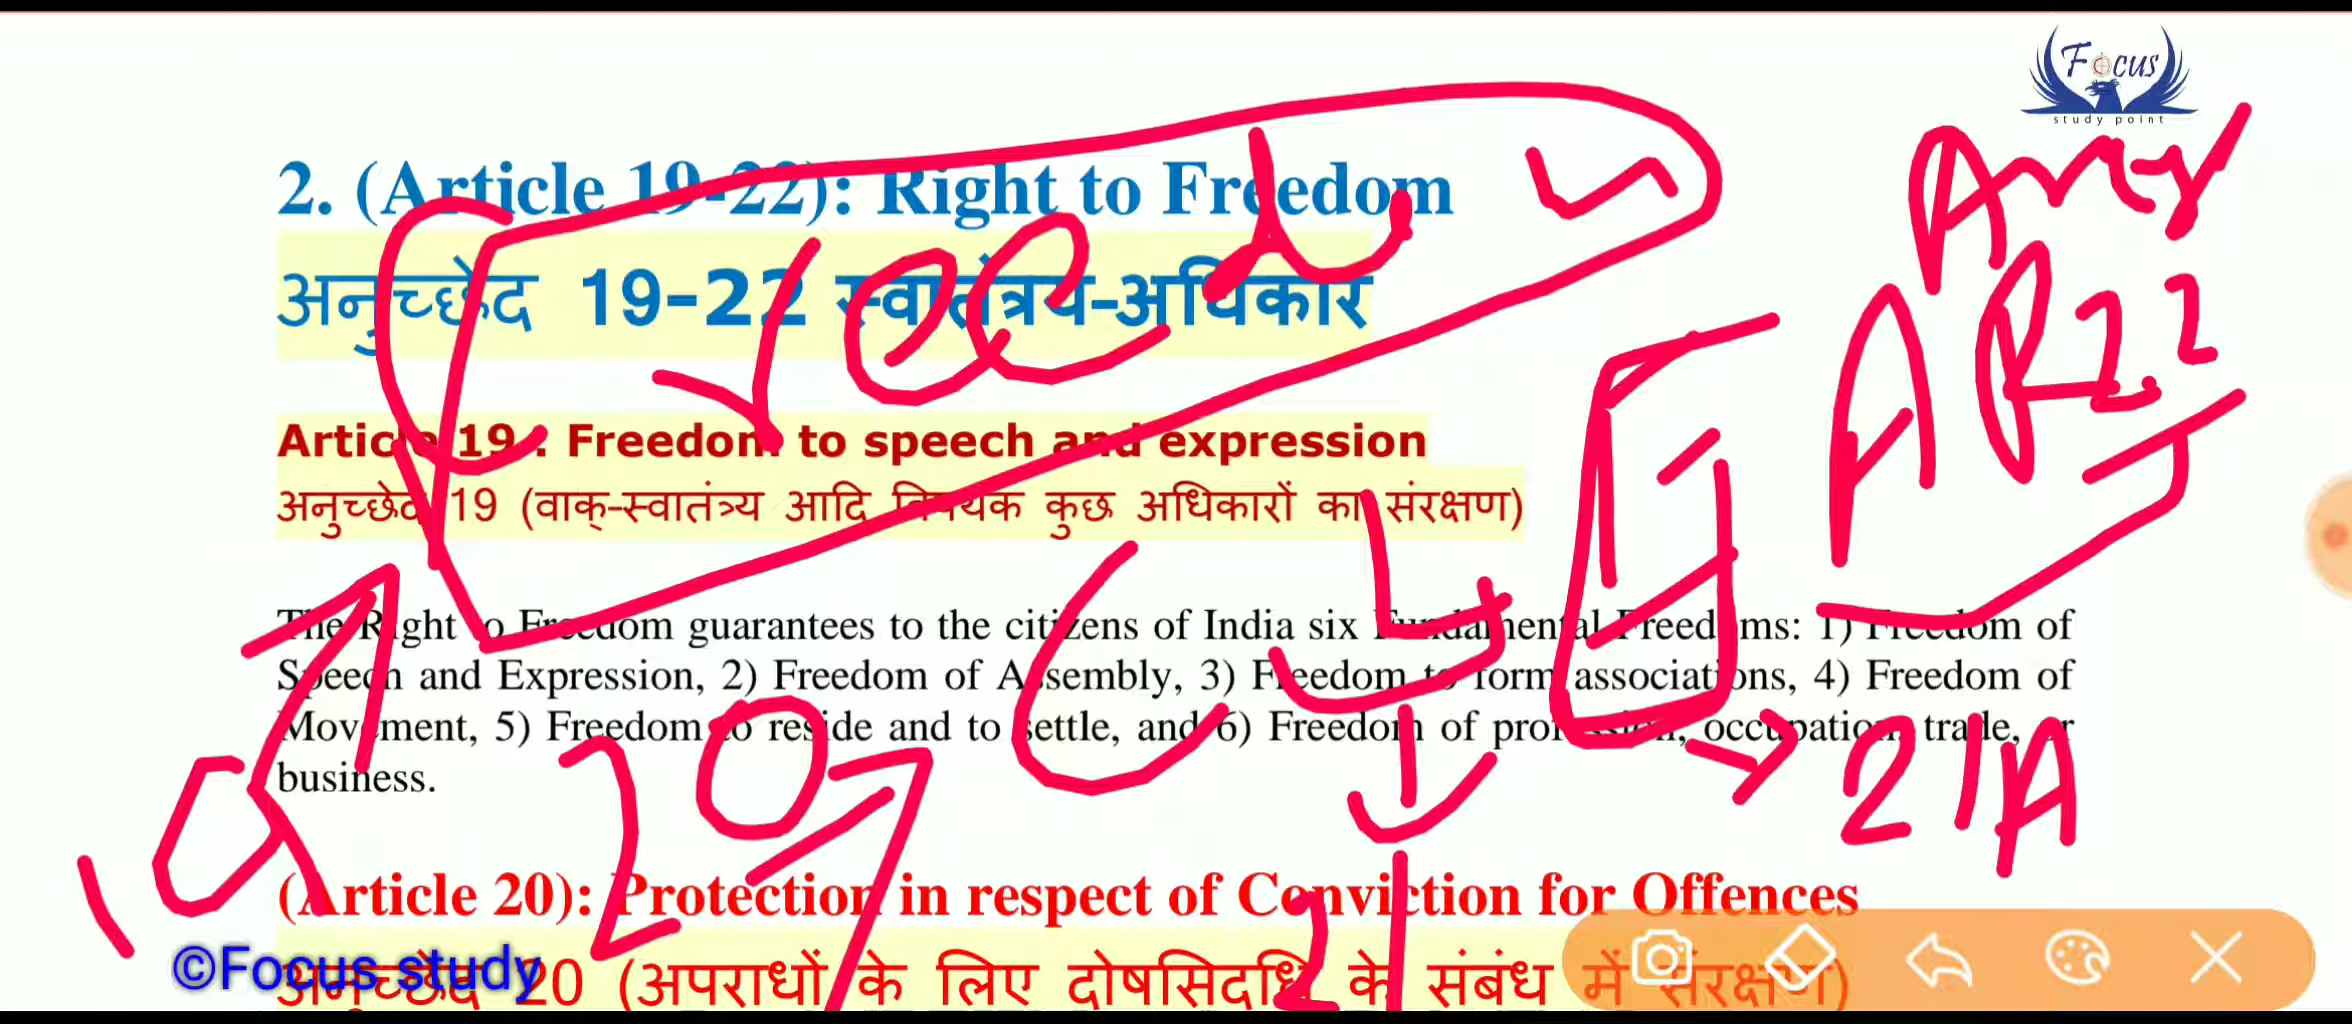 Focus
study point
2. (Article 19-22): Right to Freedom
अनुच्छेद 19-22 स्वातंत्रय-अधिकार
Article 19 : Freedom to speech and expression
अनुच्छेद 19 (वाक्-स्वातंत्र्य आदि विषयक कुछ अधिकारों का संरक्षण)
The Right to Freedom guarantees to the citizens of India six Fundamental Freedoms: 1) Freedom of
Speech and Expression, 2) Freedom of Assembly, 3) Freedom to form associations, 4) Freedom of
Movement, 5) Freedom to reside and to settle, and 6) Freedom of profession, occupation, trade, or
business.
(Article 20): Protection in respect of Conviction for Offences
अनुच्छेद 20 (अपराधों के लिए दोषसिद्धि के संबंध में संरक्षण)
©Focus study
19
20
21
21A
22